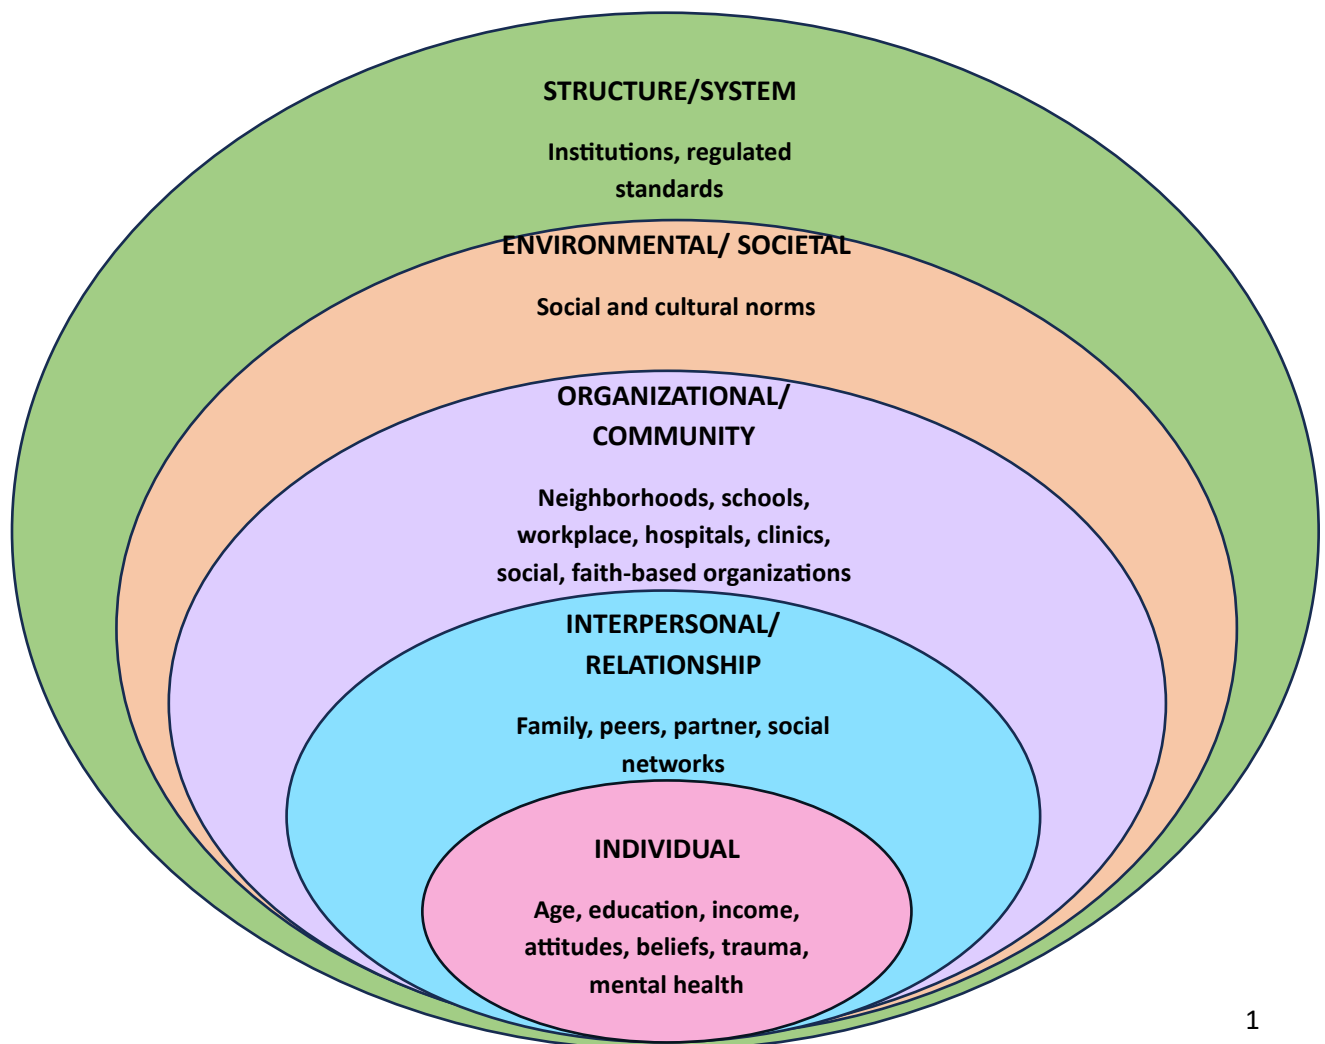 STRUCTURE/SYSTEM
Institutions, regulated
standards
ENVIRONMENTAL/ SOCIETAL
Social and cultural norms
ORGANIZATIONAL/
COMMUNITY
Neighborhoods, schools,
workplace, hospitals, clinics,
social, faith-based organizations
INTERPERSONAL/
RELATIONSHIP
Family, peers, partner, social
networks
INDIVIDUAL
Age, education, income,
attitudes, beliefs, trauma,
mental health
1